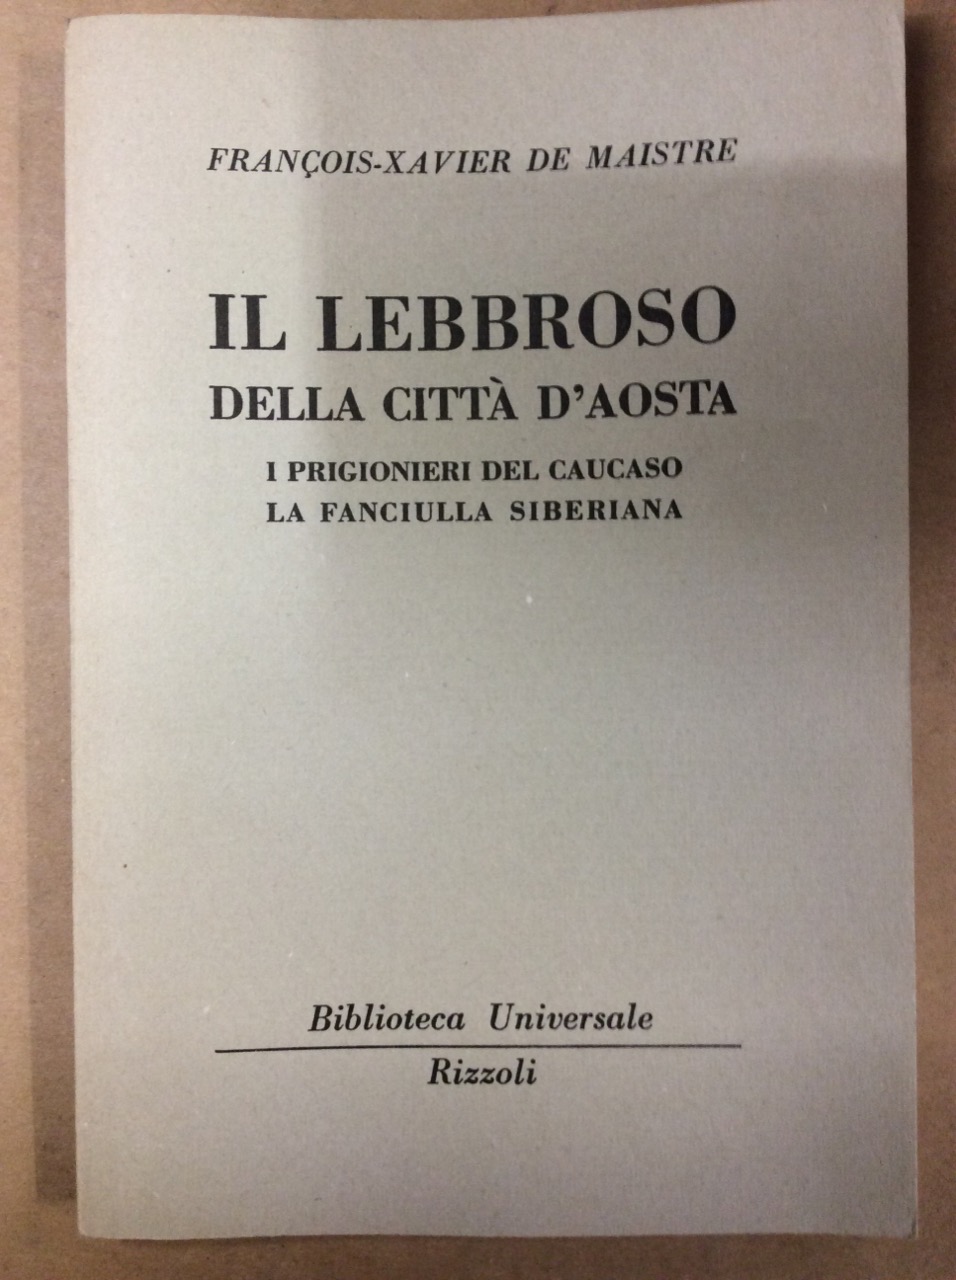 FRANÇOIS-XAVIER DE MAISTRE
IL LEBBROSO
DELLA CITTÀ D'AOSTA
I PRIGIONIERI DEL CAUCASO
LA FANCIULLA SIBERIANA
Biblioteca Universale
Rizzoli